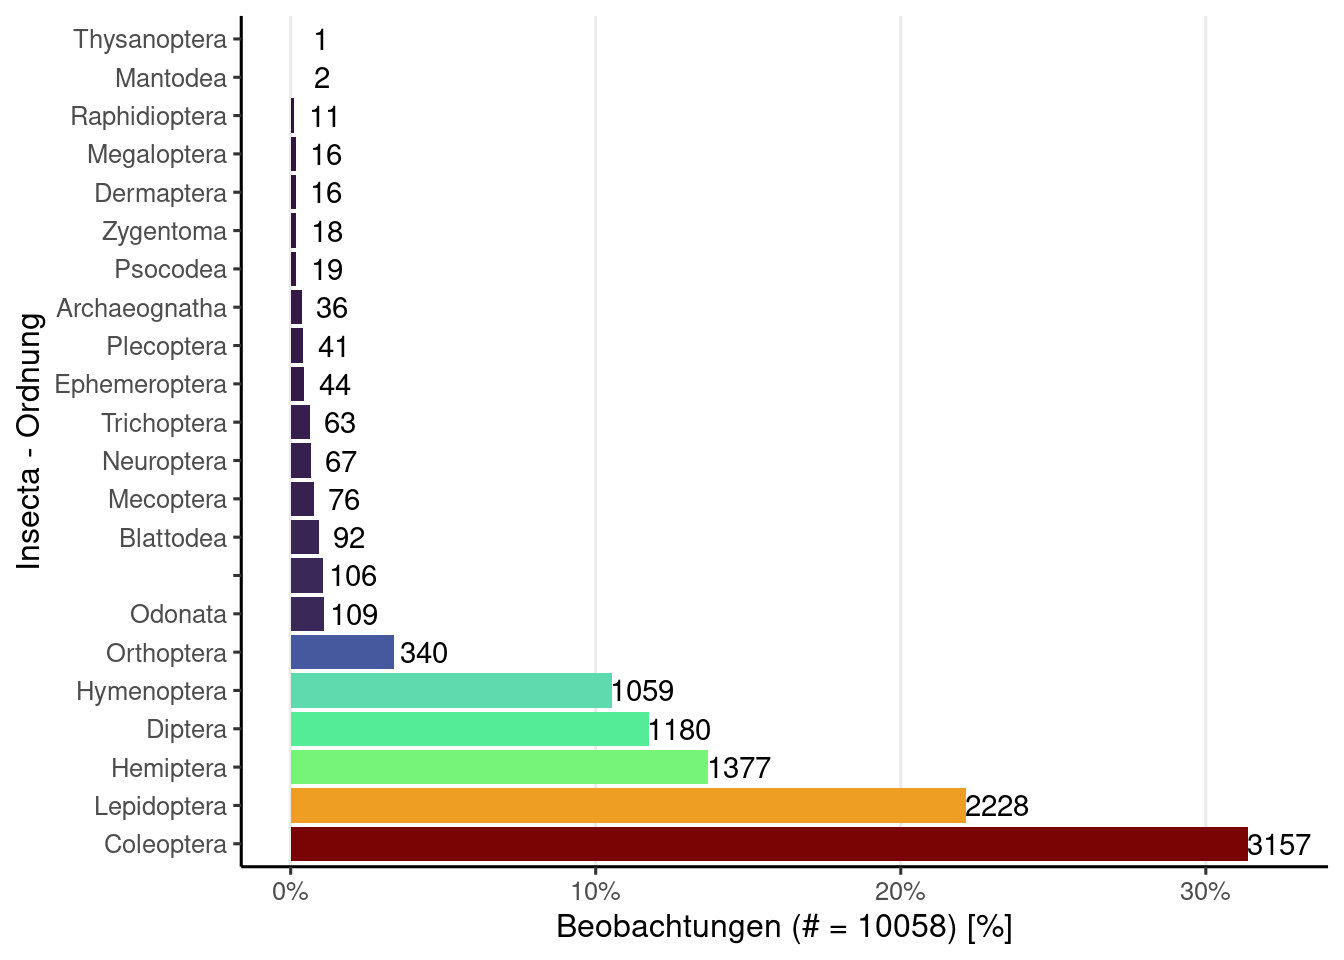 Insecta - Ordnung
Thysanoptera 1
Mantodea 2
Raphidioptera 11
Megaloptera 16
Dermaptera 16
Zygentoma 18
Psocodea 19
Archaeognatha 36
Plecoptera 41
Ephemeroptera 44
Trichoptera 63
Neuroptera 67
Mecoptera 76
Blattodea 92
106
Odonata 109
Orthoptera 340
Hymenoptera 1059
Diptera 1180
Hemiptera 1377
Lepidoptera 2228
Coleoptera 3157
0% 10% 20% 30%
Beobachtungen (# = 10058) [%]